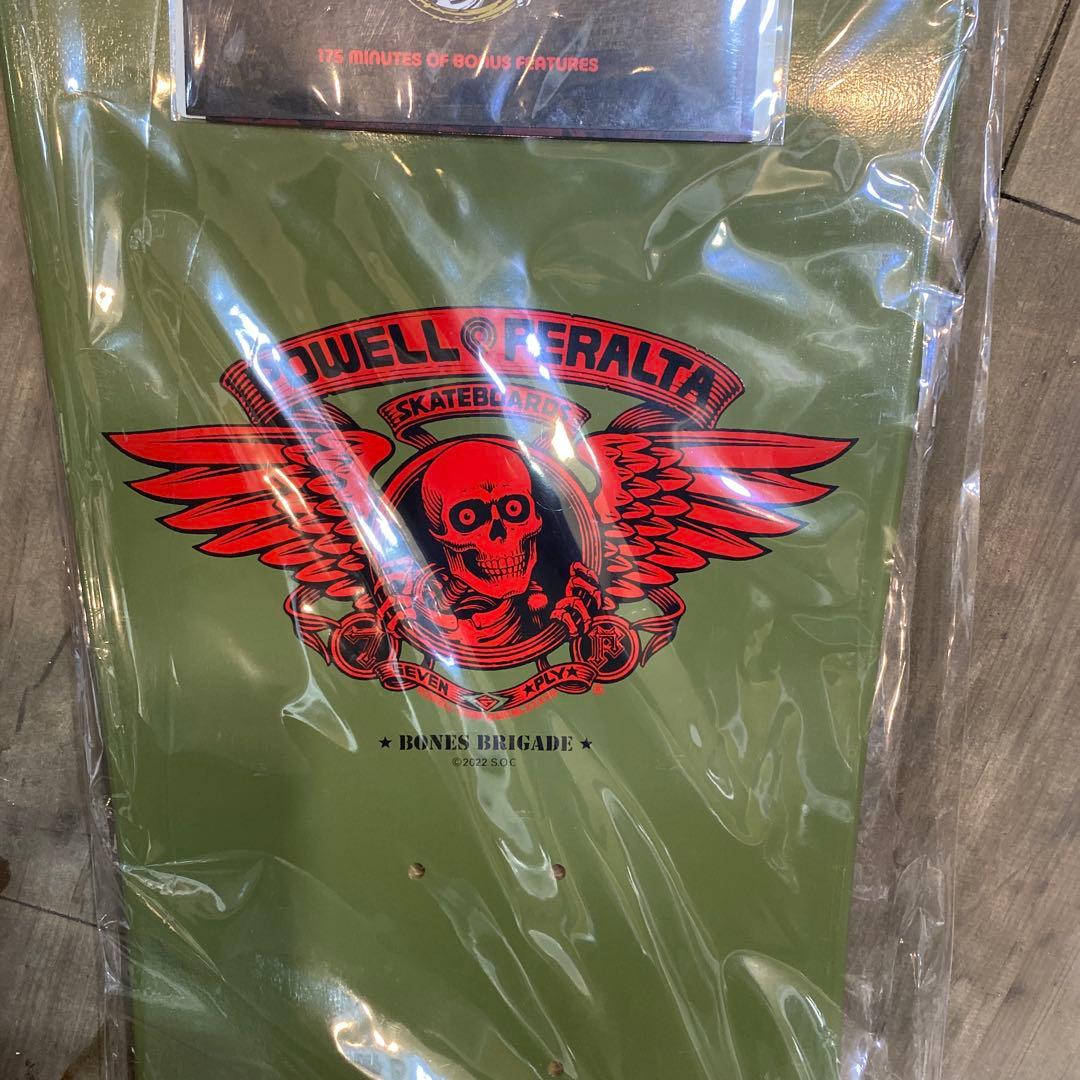 175 MINUTES OF BONUS FEATURES
POWELL PERALTA
SKATEBOARDS
SEVEN PLY
P
★ BONES BRIGADE ★
©2022 S.O.C